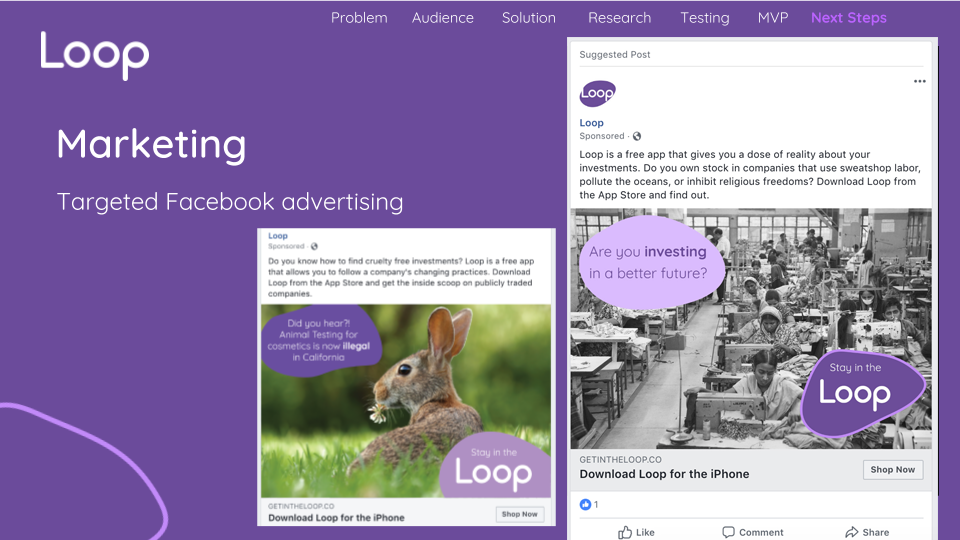 Problem Audience Solution Research Testing MVP Next Steps
Loop
Marketing
Targeted Facebook advertising
Loop
Sponsored ·
Do you know how to find cruelty free investments? Loop is a free app
that allows you to follow a company's changing practices. Download
Loop from the App Store and get the inside scoop on publicly traded
companies.
Did you hear?!
Animal Testing for
cosmetics is now illegal
in California
Stay in the
Loop
GETINTHELOOP.CO
Download Loop for the iPhone
Shop Now
Suggested Post
Loop
Loop
Sponsored ·
Loop is a free app that gives you a dose of reality about your
investments. Do you own stock in companies that use sweatshop labor,
pollute the oceans, or inhibit religious freedoms? Download Loop from
the App Store and find out.
Are you investing
in a better future?
Stay in the
Loop
GETINTHELOOP.CO
Download Loop for the iPhone
Shop Now
1
Like Comment Share